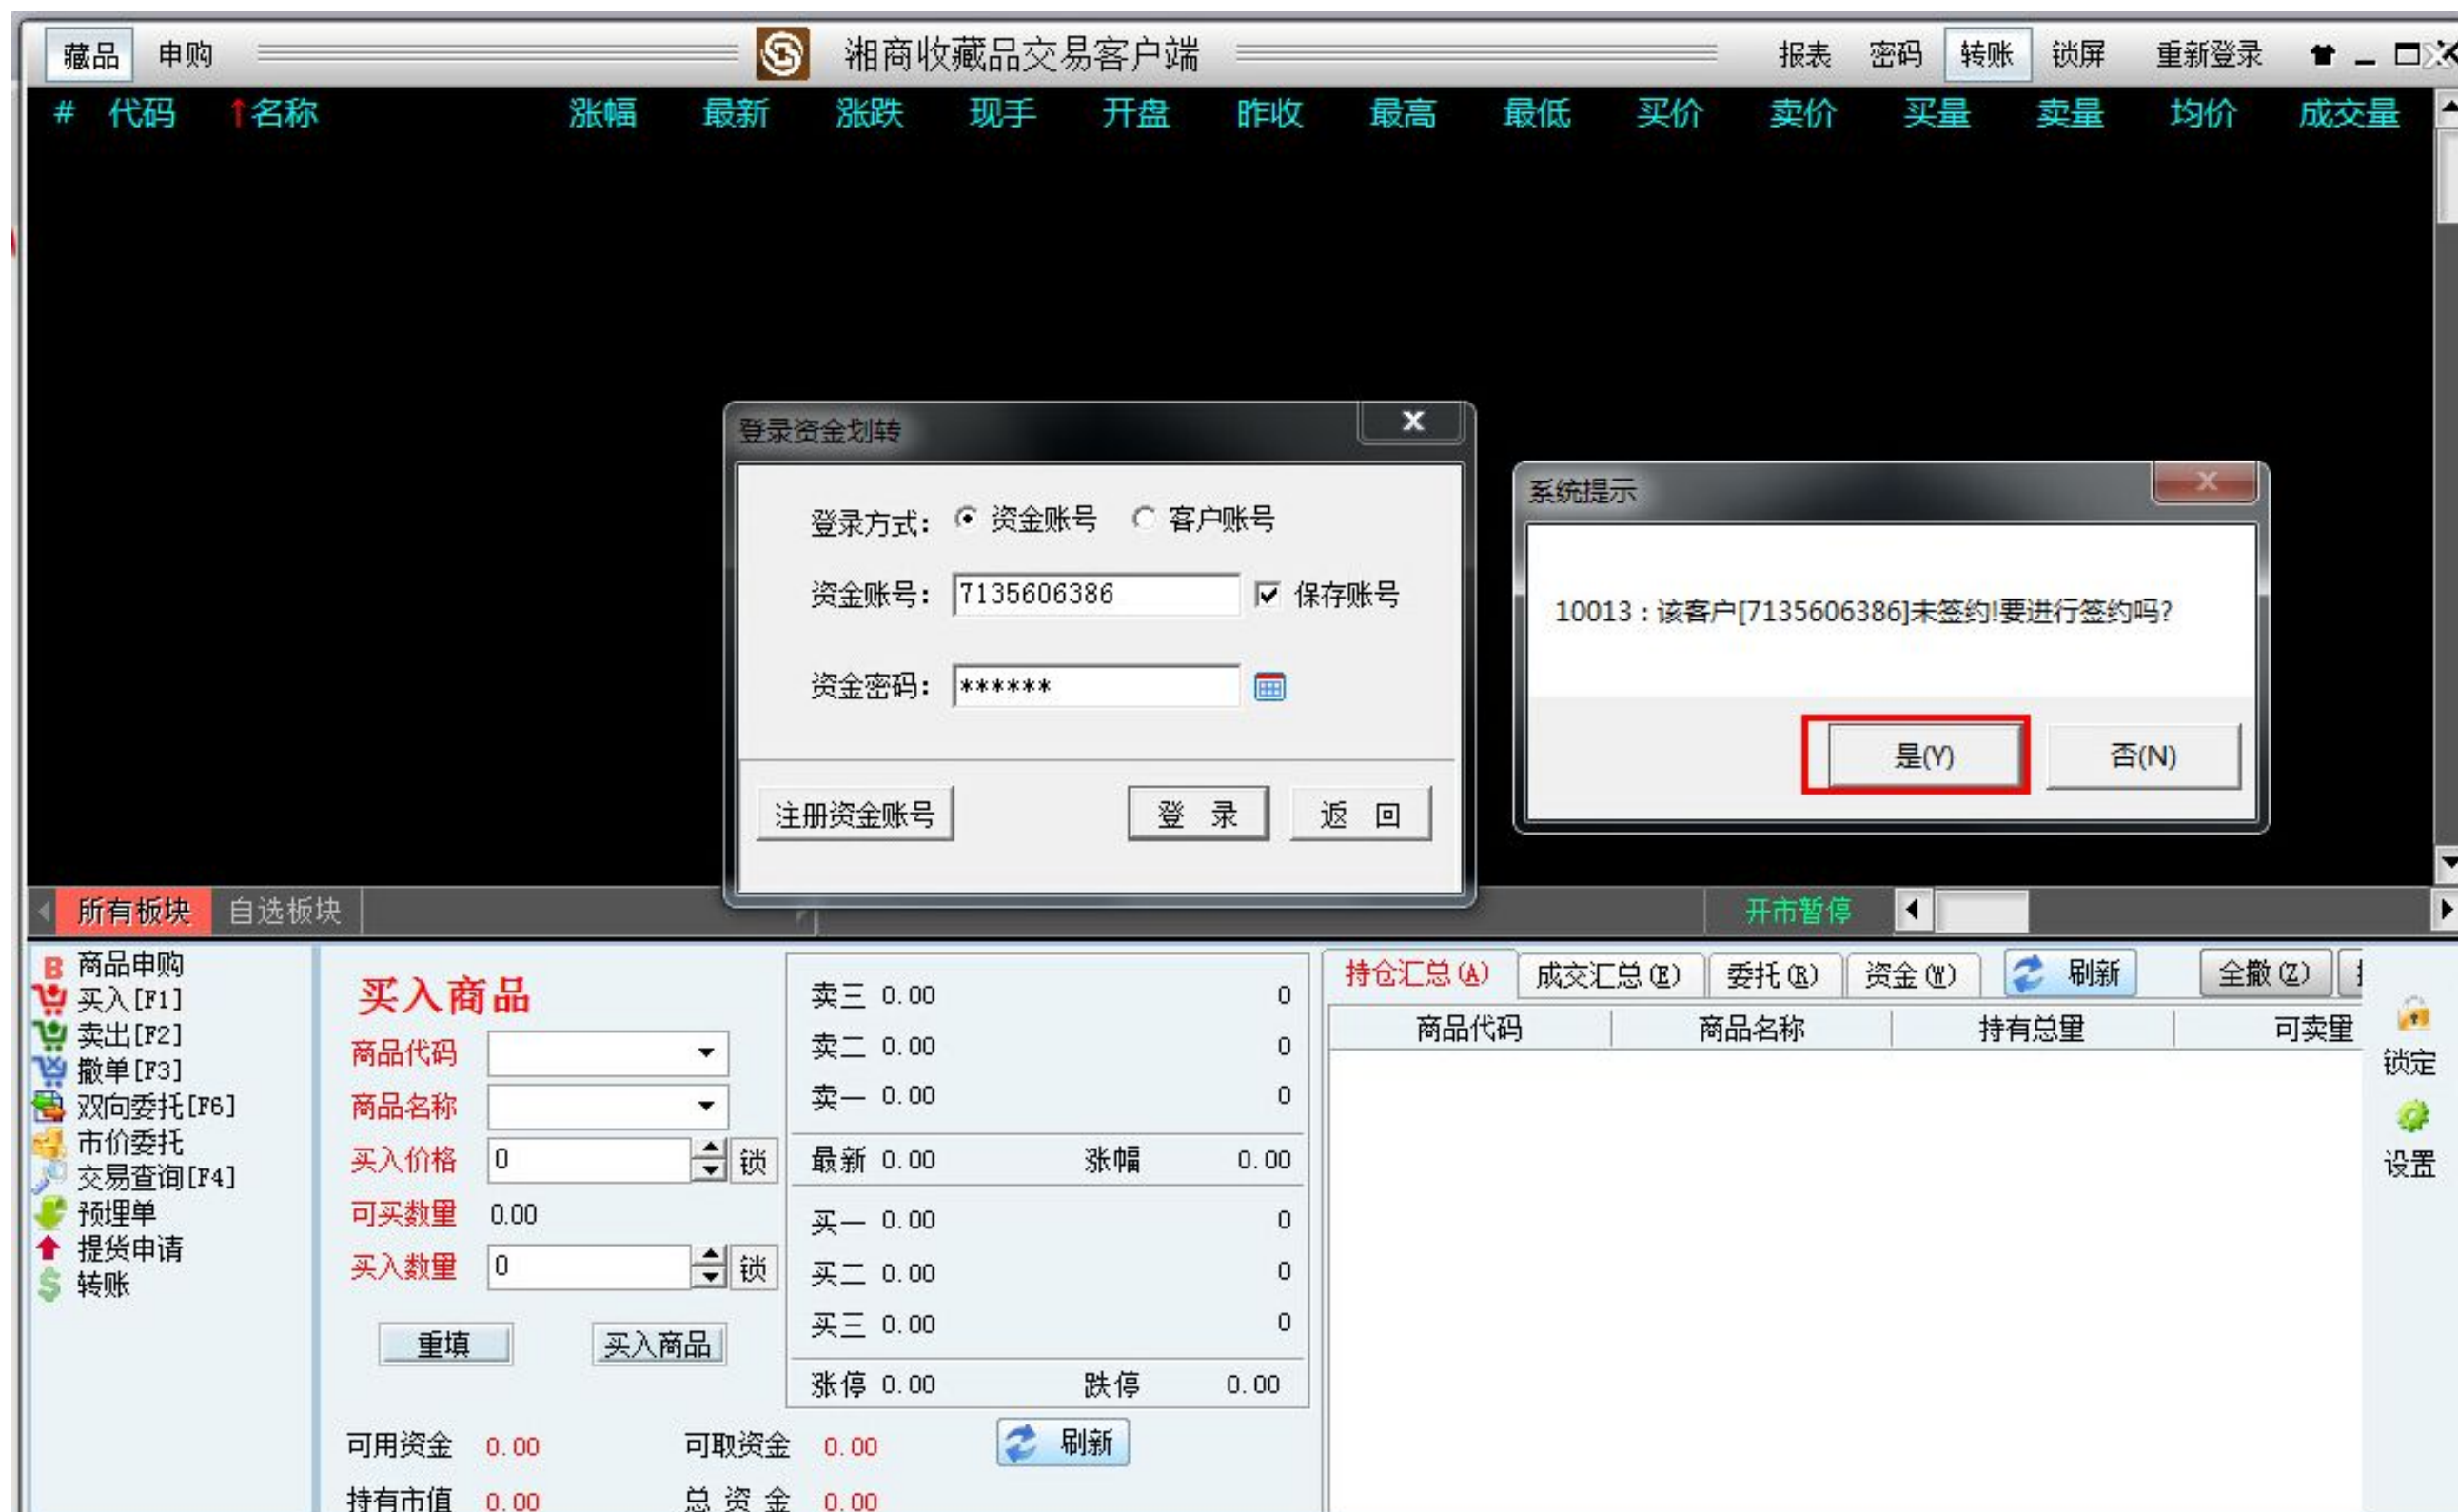 藏品 申购 湘商收藏品交易客户端 报表 密码 转账 锁屏 重新登录
# 代码 ↑名称 涨幅 最新 涨跌 现手 开盘 昨收 最高 最低 买价 卖价 买量 卖量 均价 成交量
登录资金划转
登录方式： 资金账号 客户账号
资金账号： 7135606386 保存账号
资金密码： ******
注册资金账号 登 录 返 回
系统提示
10013：该客户[7135606386]未签约!要进行签约吗?
是(Y) 否(N)
所有板块 自选板块 开市暂停
B 商品申购
买入[F1]
卖出[F2]
撤单[F3]
双向委托[F6]
市价委托
交易查询[F4]
预埋单
提货申请
$ 转账
买入商品
商品代码
商品名称
买入价格 0 锁
可买数量 0.00
买入数量 0 锁
重填 买入商品
卖三 0.00 0
卖二 0.00 0
卖一 0.00 0
最新 0.00 涨幅 0.00
买一 0.00 0
买二 0.00 0
买三 0.00 0
涨停 0.00 跌停 0.00
可用资金 0.00 可取资金 0.00 刷新
持有市值 0.00 总 资 金 0.00
持仓汇总(A) 成交汇总(E) 委托(R) 资金(W) 刷新 全撤(Z)
商品代码 商品名称 持有总量 可卖量
锁定
设置